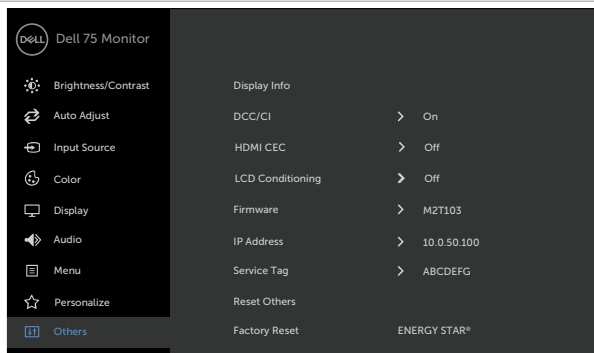 DELL Dell 75 Monitor
Brightness/Contrast
Auto Adjust
Input Source
Color
Display
Audio
Menu
Personalize
Others
Display Info
DCC/CI > On
HDMI CEC > Off
LCD Conditioning > Off
Firmware > M2T103
IP Address > 10.0.50.100
Service Tag > ABCDEFG
Reset Others
Factory Reset ENERGY STAR®